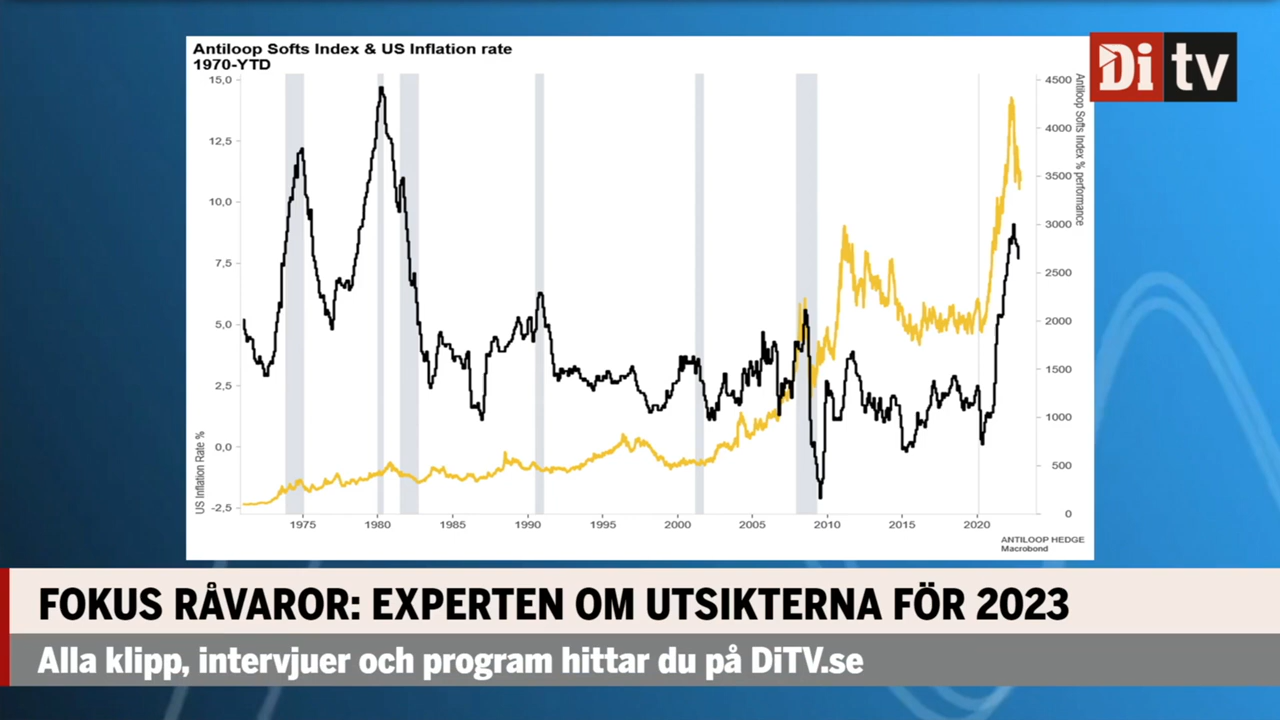 Antiloop Softs Index & US Inflation rate
1970-YTD
Di tv
15,0
12,5
10,0
7,5
5,0
2,5
0,0
-2,5
US Inflation Rate %
4500
4000
3500
3000
2500
2000
1500
1000
500
0
Antiloop Softs Index % performance
1975 1980 1985 1990 1995 2000 2005 2010 2015 2020
ANTILOOP HEDGE
Macrobond
FOKUS RÅVAROR: EXPERTEN OM UTSIKTERNA FÖR 2023
Alla klipp, intervjuer och program hittar du på DiTV.se